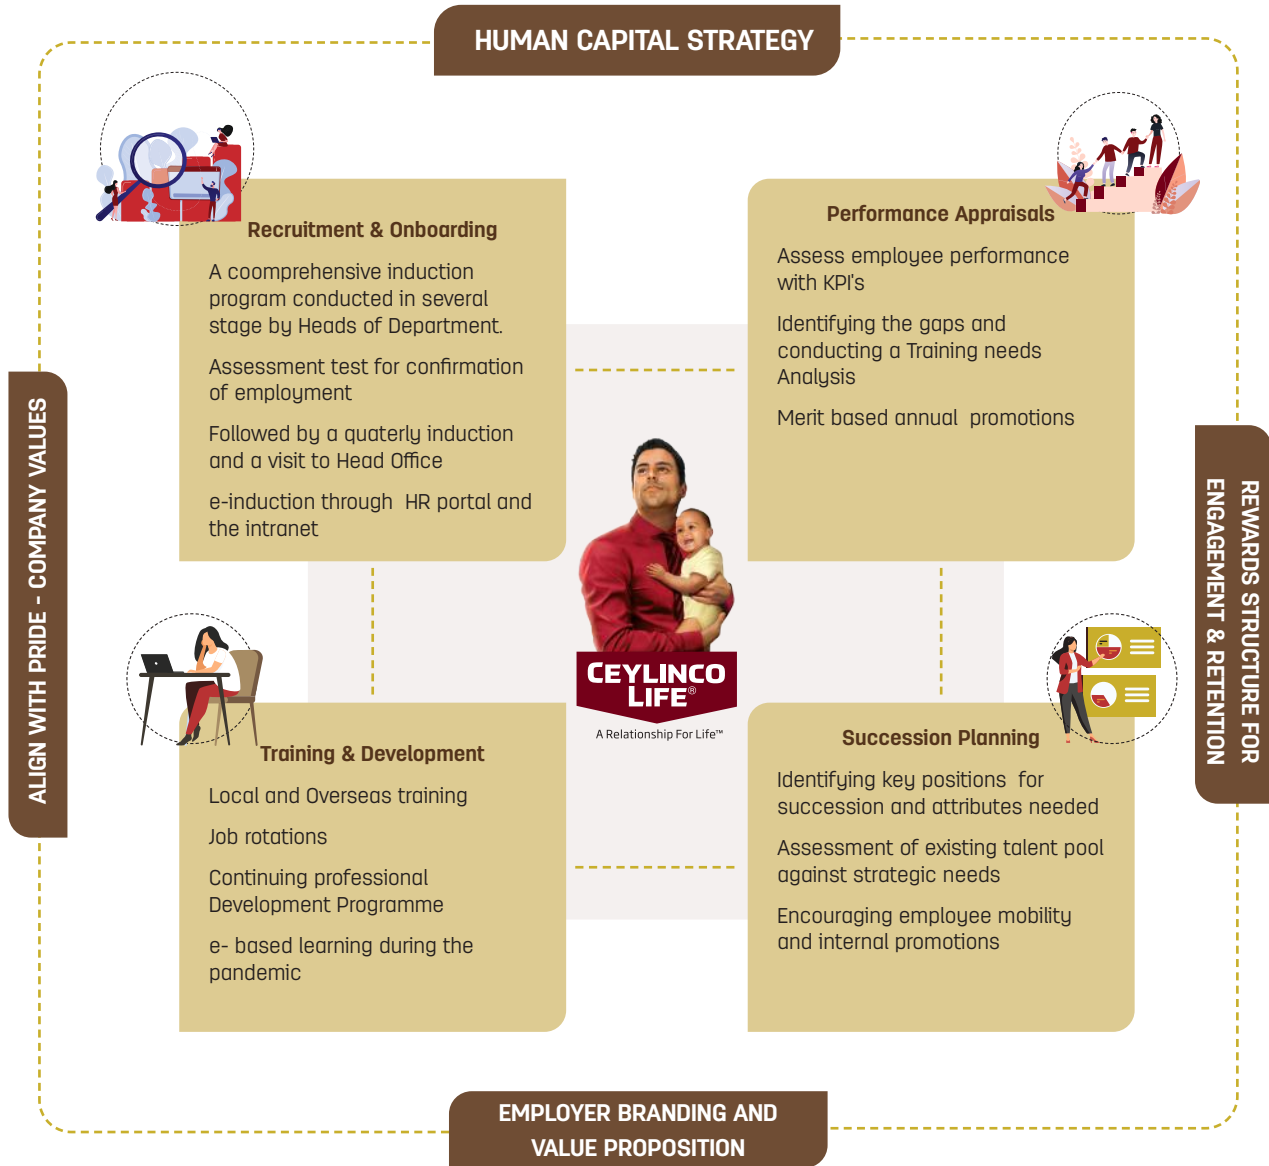 HUMAN CAPITAL STRATEGY
Recruitment & Onboarding
A coomprehensive induction
program conducted in several
stage by Heads of Department.
Assessment test for confirmation
of employment
Followed by a quaterly induction
and a visit to Head Office
e-induction through HR portal and
the intranet
Performance Appraisals
Assess employee performance
with KPI's
Identifying the gaps and
conducting a Training needs
Analysis
Merit based annual promotions
ALIGN WITH PRIDE - COMPANY VALUES
REWARDS STRUCTURE FOR
ENGAGEMENT & RETENTION
CEYLINCO
LIFE®
A Relationship For Life™
Training & Development
Local and Overseas training
Job rotations
Continuing professional
Development Programme
e- based learning during the
pandemic
Succession Planning
Identifying key positions for
succession and attributes needed
Assessment of existing talent pool
against strategic needs
Encouraging employee mobility
and internal promotions
EMPLOYER BRANDING AND
VALUE PROPOSITION